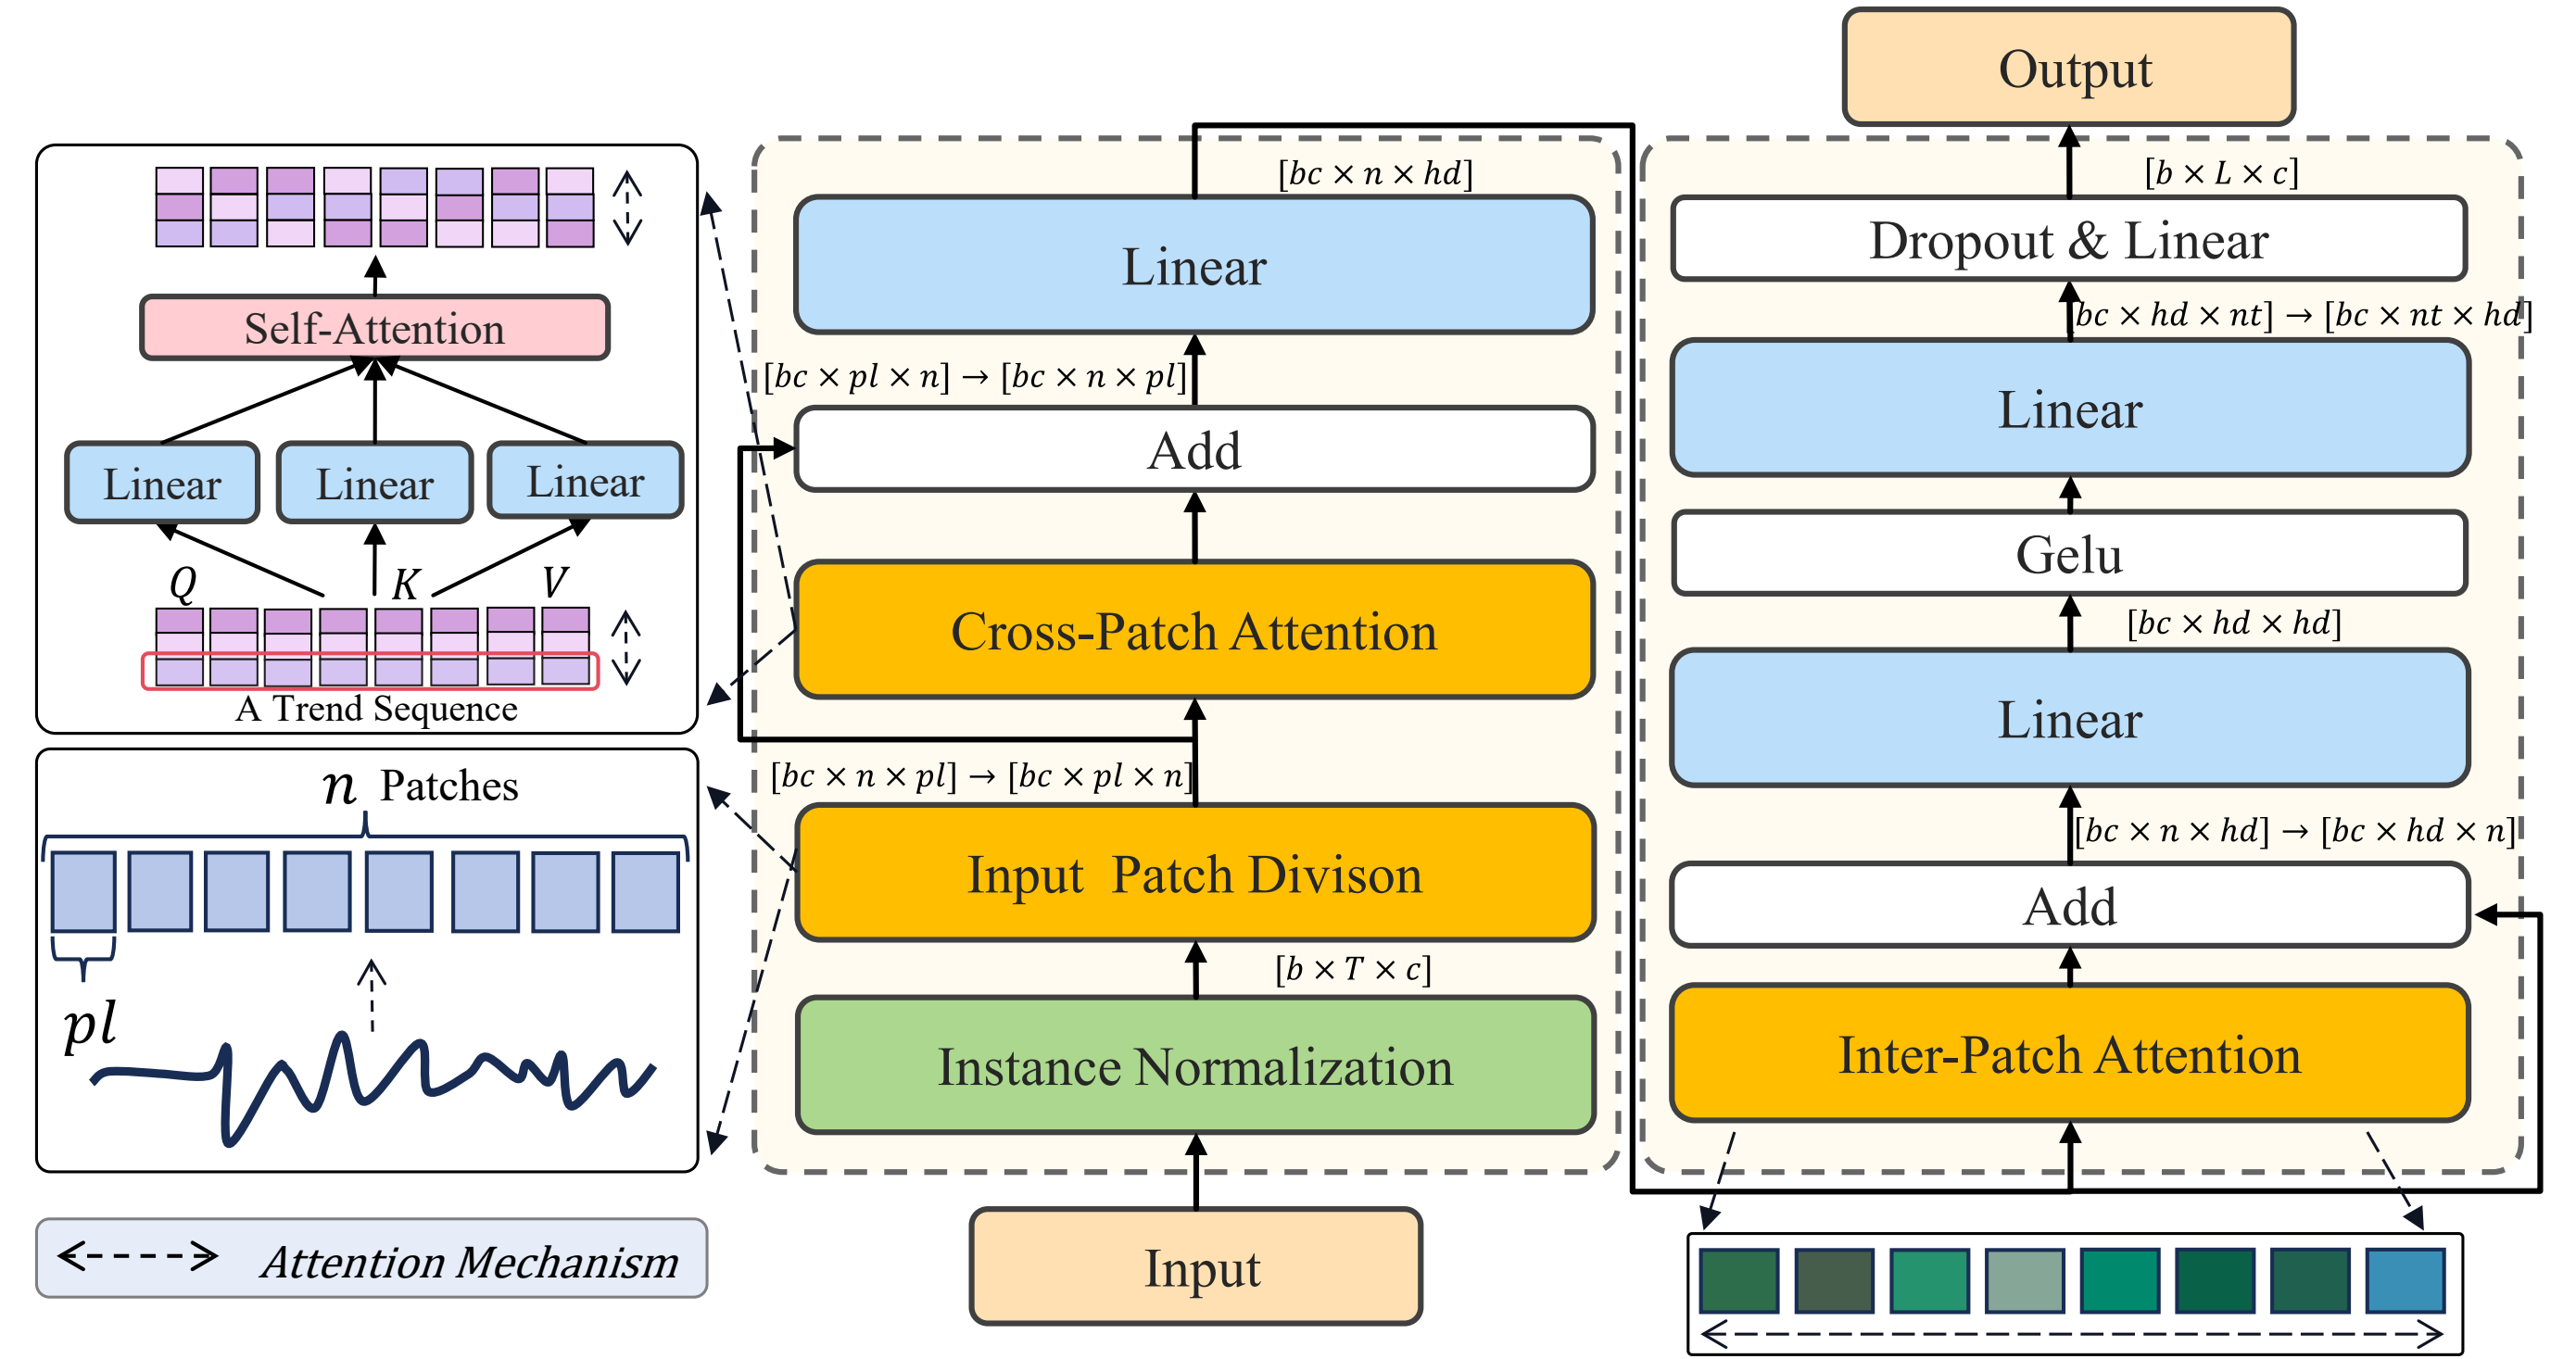 Self-Attention
Linear
Linear
Linear
Q
K
V
A Trend Sequence
n Patches
pl
Attention Mechanism
[bc × n × hd]
Linear
[bc × pl × n] → [bc × n × pl]
Add
Cross-Patch Attention
[bc × n × pl] → [bc × pl × n]
Input Patch Divison
[b × T × c]
Instance Normalization
Input
Output
[b × L × c]
Dropout & Linear
[bc × hd × nt] → [bc × nt × hd]
Linear
Gelu
[bc × hd × hd]
Linear
[bc × n × hd] → [bc × hd × n]
Add
Inter-Patch Attention